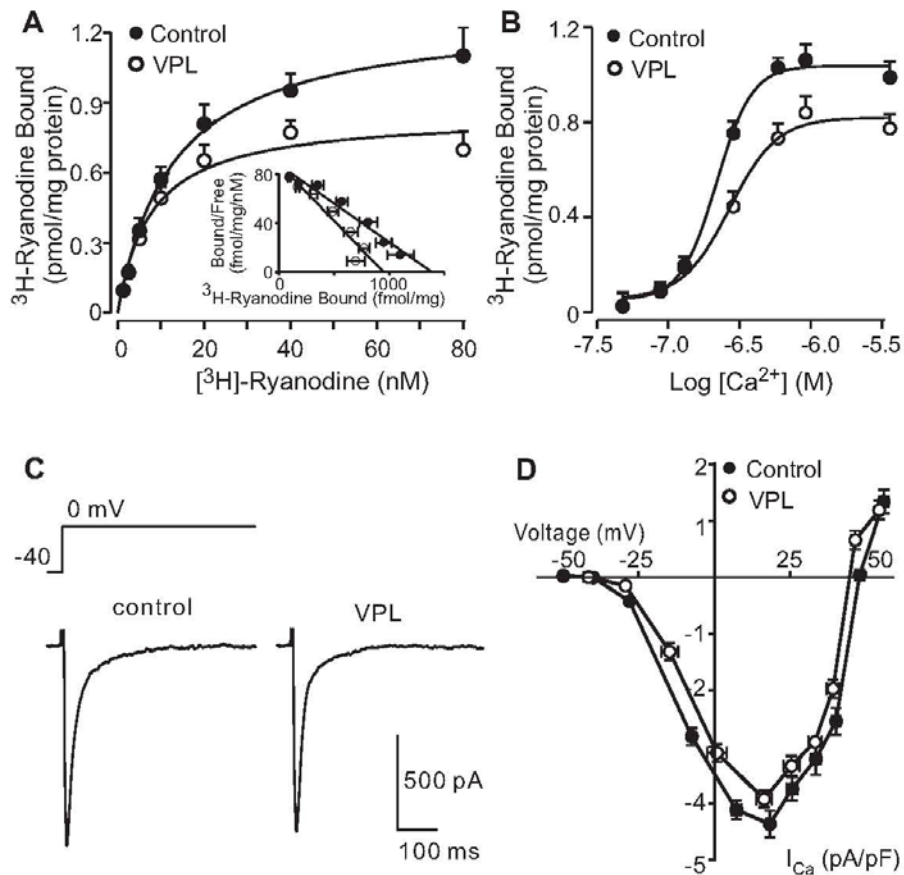 A
Control
VPL
1.2
0.9
0.6
0.3
0
³H-Ryanodine Bound
(pmol/mg protein)
80
40
0
Bound/Free
(fmol/mg/nM)
0 1000
³H-Ryanodine Bound (fmol/mg)
0 20 40 60 80
[³H]-Ryanodine (nM)
B
Control
VPL
1.2
0.8
0.4
0
³H-Ryanodine Bound
(pmol/mg protein)
-7.5 -7.0 -6.5 -6.0 -5.5
Log [Ca²⁺] (M)
C
0 mV
-40
control
VPL
500 pA
100 ms
D
Control
VPL
2
1
Voltage (mV)
-50 -25 25 50
-1
-2
-4
-5
I_Ca (pA/pF)